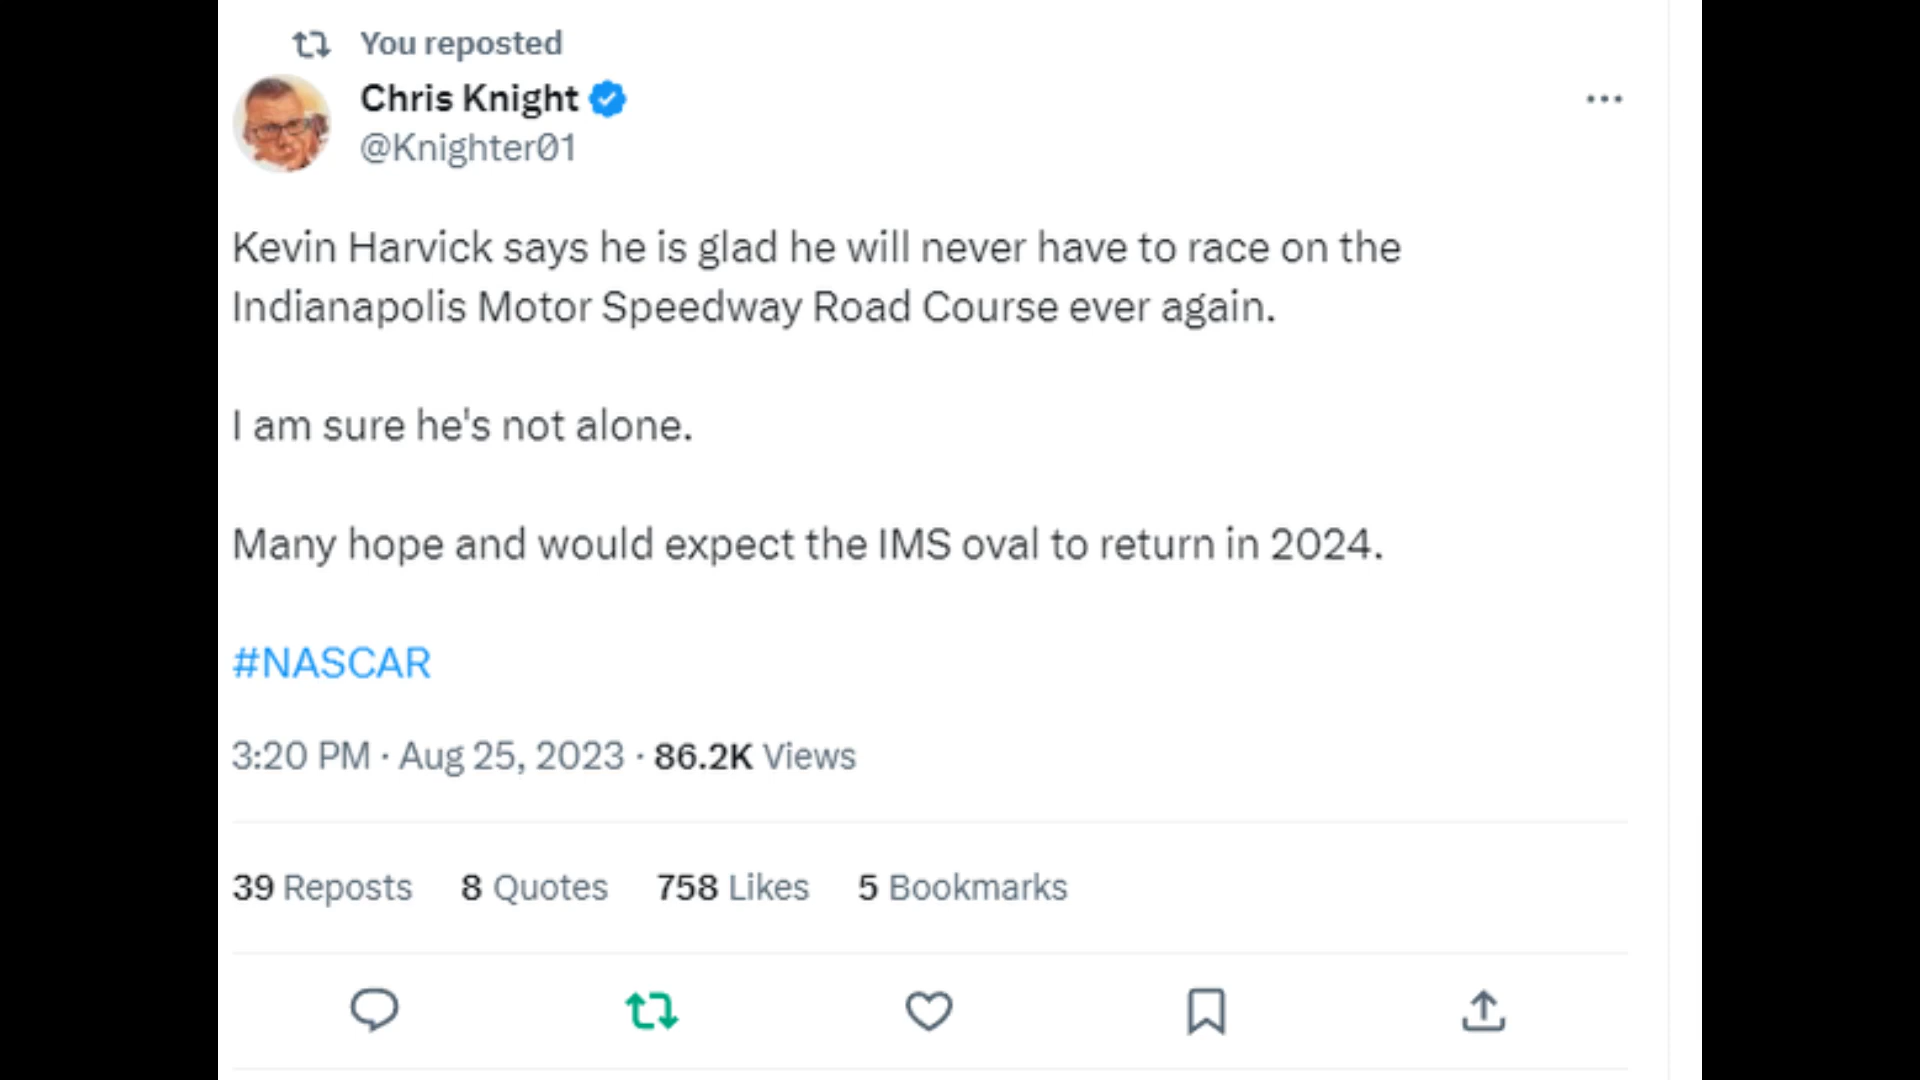 You reposted
Chris Knight
@Knighter01
Kevin Harvick says he is glad he will never have to race on the
Indianapolis Motor Speedway Road Course ever again.
I am sure he's not alone.
Many hope and would expect the IMS oval to return in 2024.
#NASCAR
3:20 PM · Aug 25, 2023 · 86.2K Views
39 Reposts 8 Quotes 758 Likes 5 Bookmarks